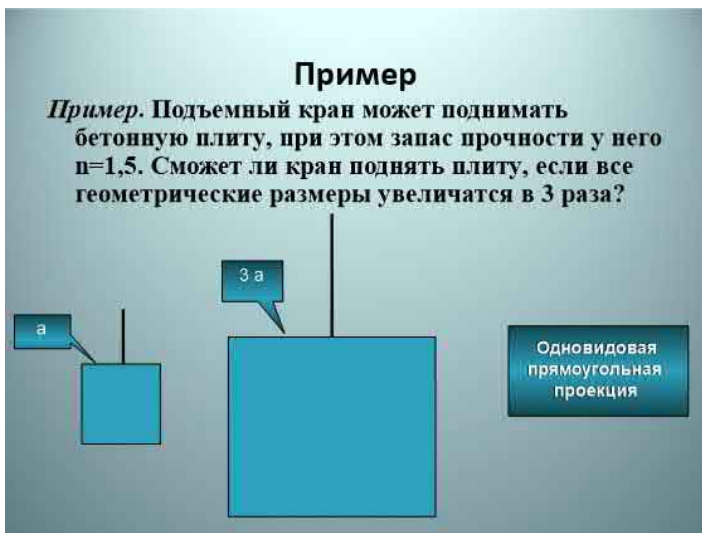 Пример
Пример. Подъемный кран может поднимать
бетонную плиту, при этом запас прочности у него
n=1,5. Сможет ли кран поднять плиту, если все
геометрические размеры увеличатся в 3 раза?
3 а
а
Одновидовая
прямоугольная
проекция